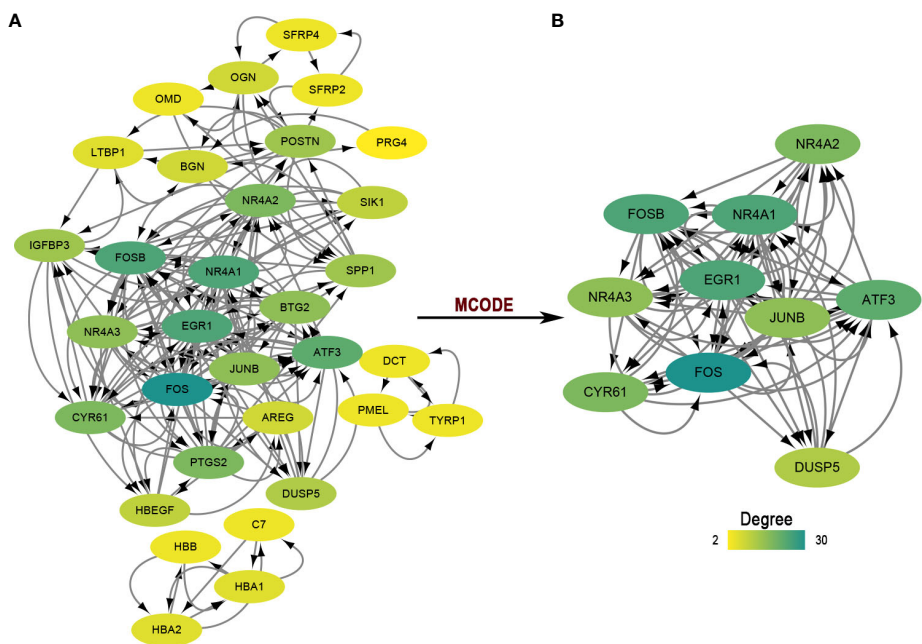 A
SFRP4
OGN
SFRP2
OMD
POSTN
PRG4
LTBP1
BGN
NR4A2
SIK1
IGFBP3
FOSB
NR4A1
SPP1
BTG2
NR4A3
EGR1
ATF3
JUNB
DCT
FOS
PMEL
CYR61
AREG
TYRP1
PTGS2
DUSP5
HBEGF
C7
HBB
HBA1
HBA2
MCODE
B
NR4A2
FOSB
NR4A1
EGR1
NR4A3
ATF3
JUNB
FOS
CYR61
DUSP5
Degree
2 30